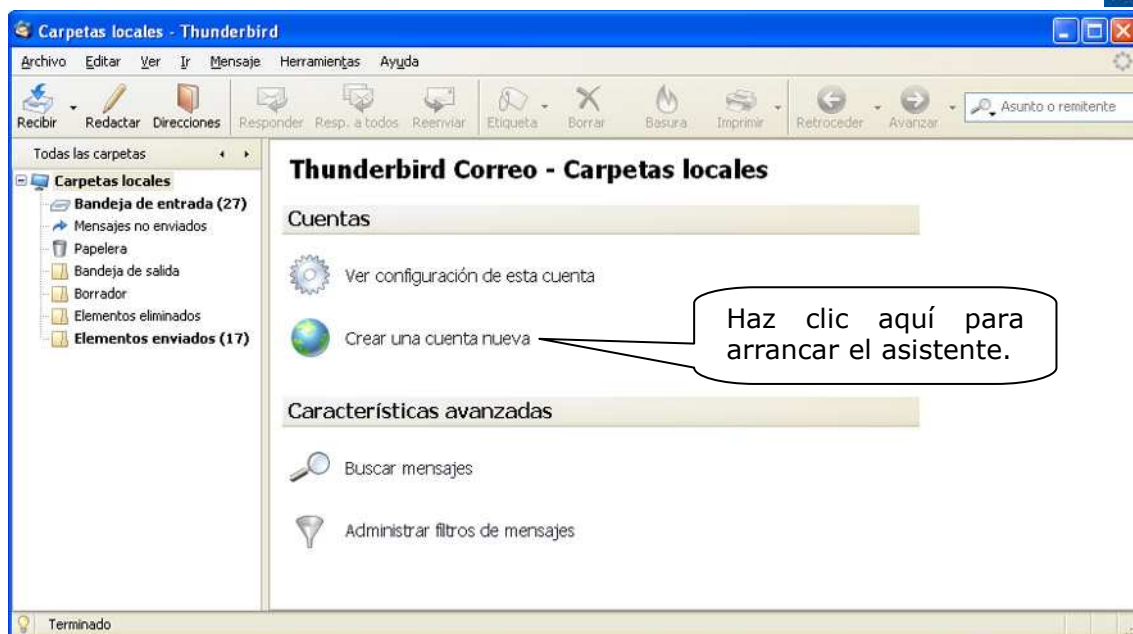 Carpetas locales - Thunderbird
Archivo Editar Ver Ir Mensaje Herramientas Ayuda
Recibir Redactar Direcciones Responder Resp. a todos Reenviar Etiqueta Borrar Basura Imprimir Retroceder Avanzar Asunto o remitente
Todas las carpetas
Carpetas locales
Bandeja de entrada (27)
Mensajes no enviados
Papelera
Bandeja de salida
Borrador
Elementos eliminados
Elementos enviados (17)
Thunderbird Correo - Carpetas locales
Cuentas
Ver configuración de esta cuenta
Crear una cuenta nueva
Haz clic aquí para
arrancar el asistente.
Características avanzadas
Buscar mensajes
Administrar filtros de mensajes
Terminado